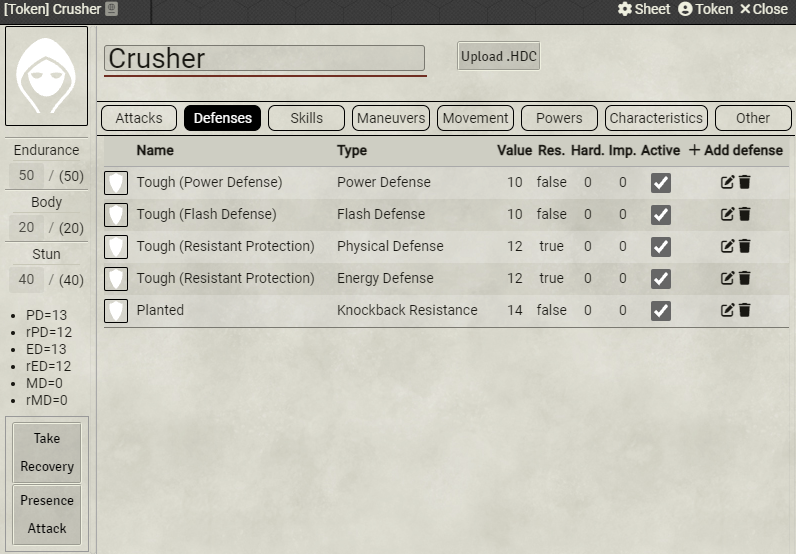 [Token] Crusher
Sheet Token Close
Crusher
Upload .HDC
Attacks Defenses Skills Maneuvers Movement Powers Characteristics Other
Endurance
50 / (50)
Body
20 / (20)
Stun
40 / (40)
• PD=13
• rPD=12
• ED=13
• rED=12
• MD=0
• rMD=0
Take
Recovery
Presence
Attack
Name Type Value Res. Hard. Imp. Active + Add defense
Tough (Power Defense) Power Defense 10 false 0 0
Tough (Flash Defense) Flash Defense 10 false 0 0
Tough (Resistant Protection) Physical Defense 12 true 0 0
Tough (Resistant Protection) Energy Defense 12 true 0 0
Planted Knockback Resistance 14 false 0 0